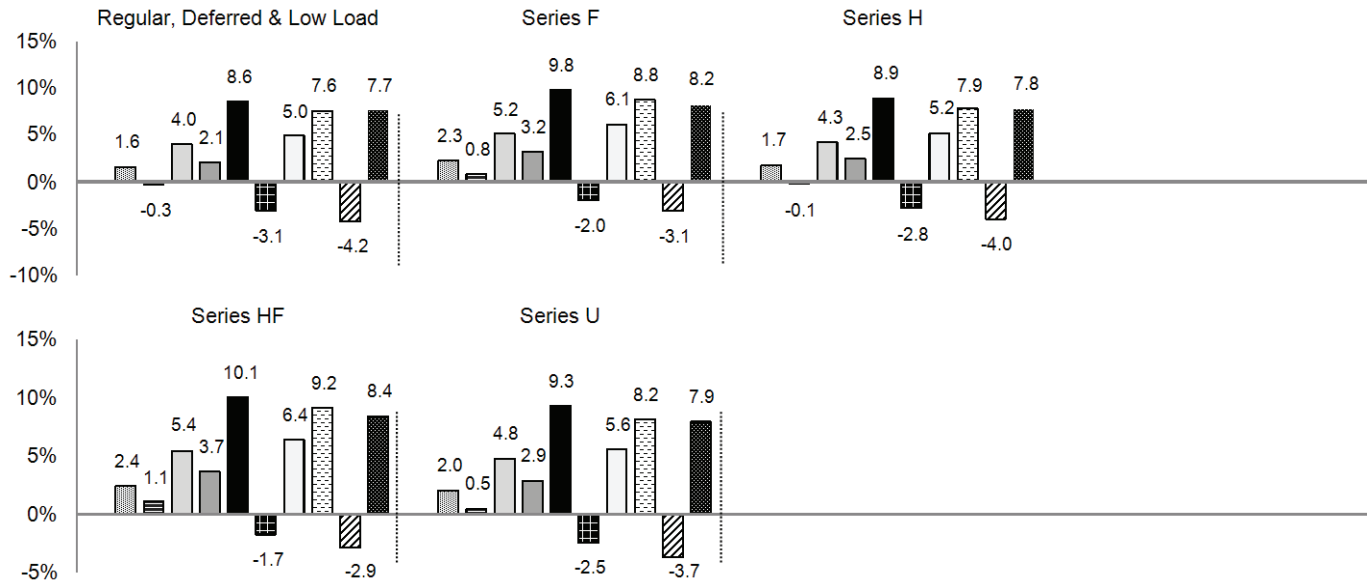 Regular, Deferred & Low Load Series F Series H
15%
10%
5%
0%
-5%
-10%
1.6 -0.3 4.0 2.1 8.6 -3.1 5.0 7.6 -4.2 7.7
2.3 0.8 5.2 3.2 9.8 -2.0 6.1 8.8 -3.1 8.2
1.7 -0.1 4.3 2.5 8.9 -2.8 5.2 7.9 -4.0 7.8
Series HF Series U
15%
10%
5%
0%
-5%
2.4 1.1 5.4 3.7 10.1 -1.7 6.4 9.2 -2.9 8.4
2.0 0.5 4.8 2.9 9.3 -2.5 5.6 8.2 -3.7 7.9